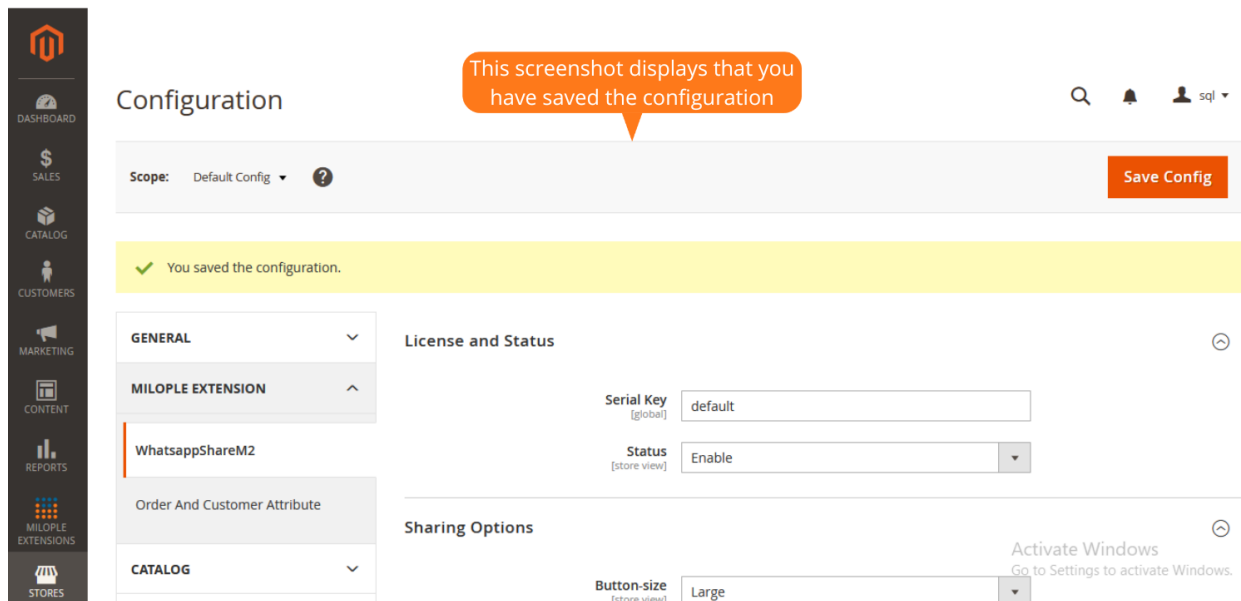 This screenshot displays that you
have saved the configuration
Configuration
sql
DASHBOARD
SALES
CATALOG
CUSTOMERS
MARKETING
CONTENT
REPORTS
MILOPLE
EXTENSIONS
STORES
Scope: Default Config ?
Save Config
You saved the configuration.
GENERAL
MILOPLE EXTENSION
WhatsappShareM2
Order And Customer Attribute
CATALOG
License and Status
Serial Key
[global]
default
Status
[store view]
Enable
Sharing Options
Button-size
[store view]
Large
Activate Windows
Go to Settings to activate Windows.